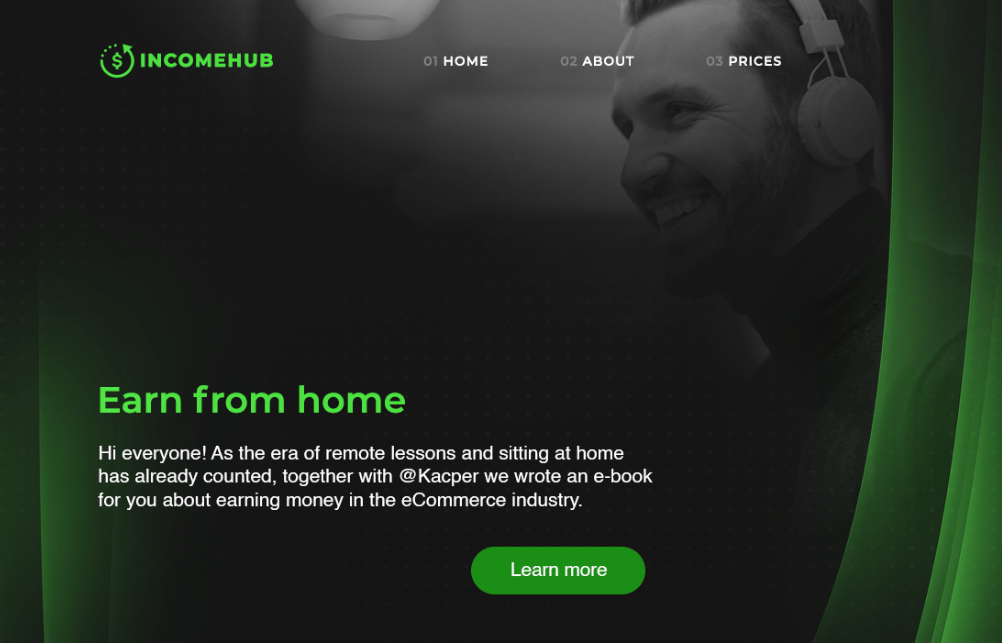 INCOMEHUB
01 HOME 02 ABOUT 03 PRICES
Earn from home
Hi everyone! As the era of remote lessons and sitting at home
has already counted, together with @Kacper we wrote an e-book
for you about earning money in the eCommerce industry.
Learn more